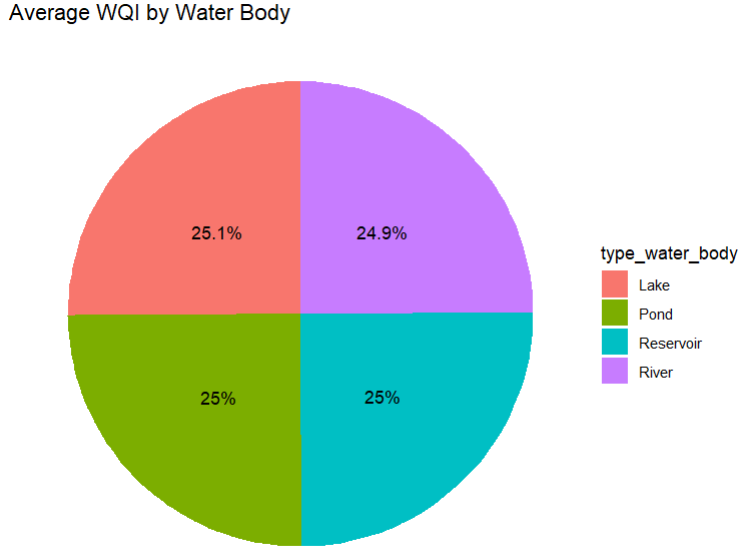 Average WQI by Water Body
25.1%
24.9%
25%
25%
type_water_body
Lake
Pond
Reservoir
River